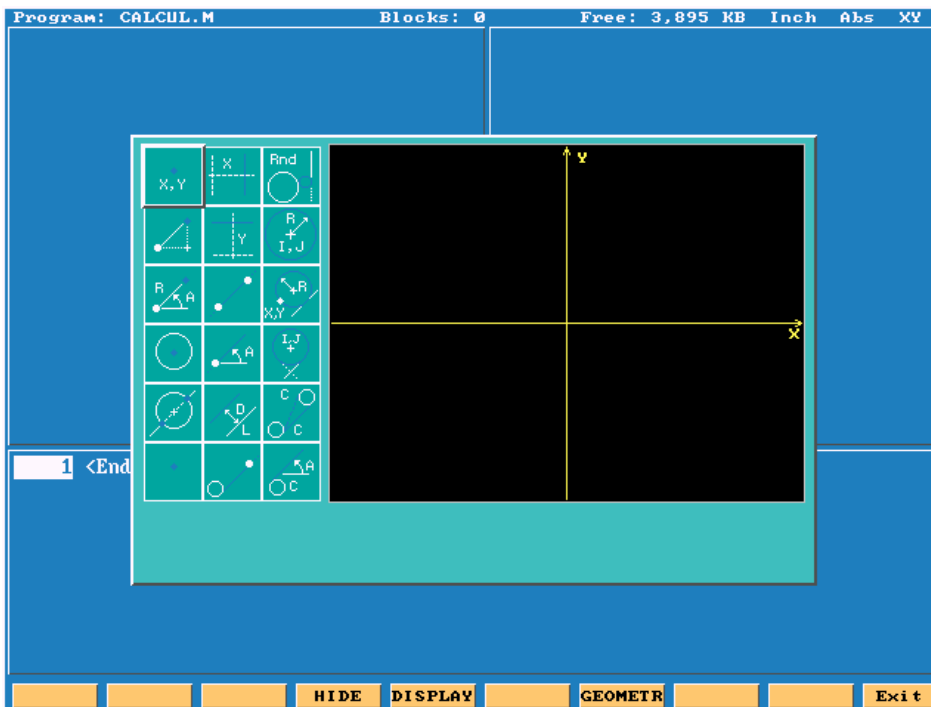 Program: CALCUL.M Blocks: 0 Free: 3,895 KB Inch Abs XY
X,Y X Rnd
Y R
I,J
R A R
X,Y
A I,J
D L C C
A C
Y
X
1 <End
HIDE DISPLAY GEOMETR Exit